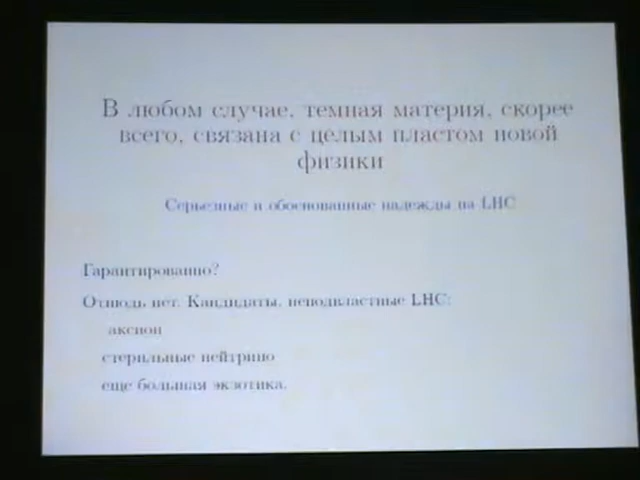 В любом случае, темная материя, скорее
всего, связана с целым пластом новой
физики
Серьезные и обоснованные надежды на LHC
Гарантированно?
Отнюдь нет. Кандидаты, неподвластные LHC:
аксион
стерильные нейтрино
еще большая экзотика.